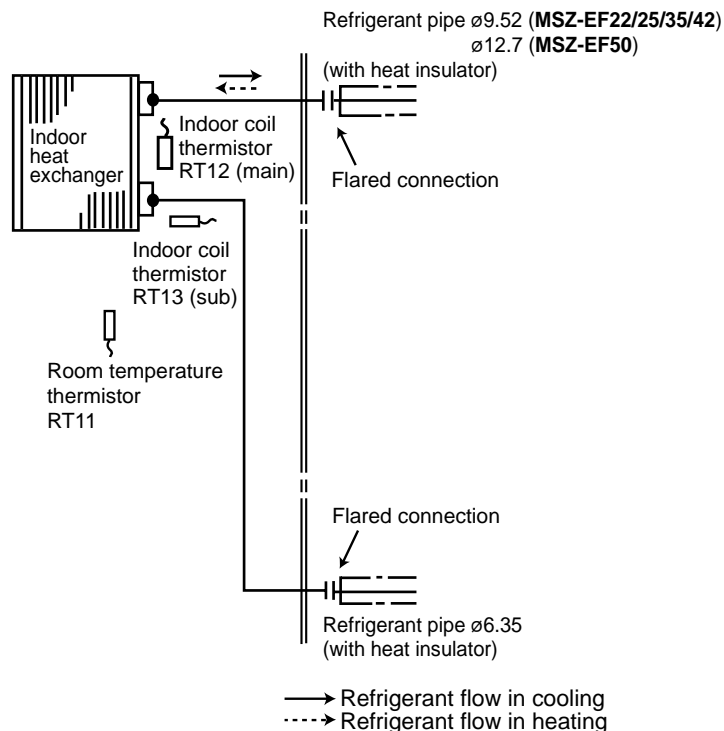 Refrigerant pipe ø9.52 (MSZ-EF22/25/35/42)
ø12.7 (MSZ-EF50)
(with heat insulator)
Indoor
heat
exchanger
Indoor coil
thermistor
RT12 (main)
Flared connection
Indoor coil
thermistor
RT13 (sub)
Room temperature
thermistor
RT11
Flared connection
Refrigerant pipe ø6.35
(with heat insulator)
Refrigerant flow in cooling
Refrigerant flow in heating